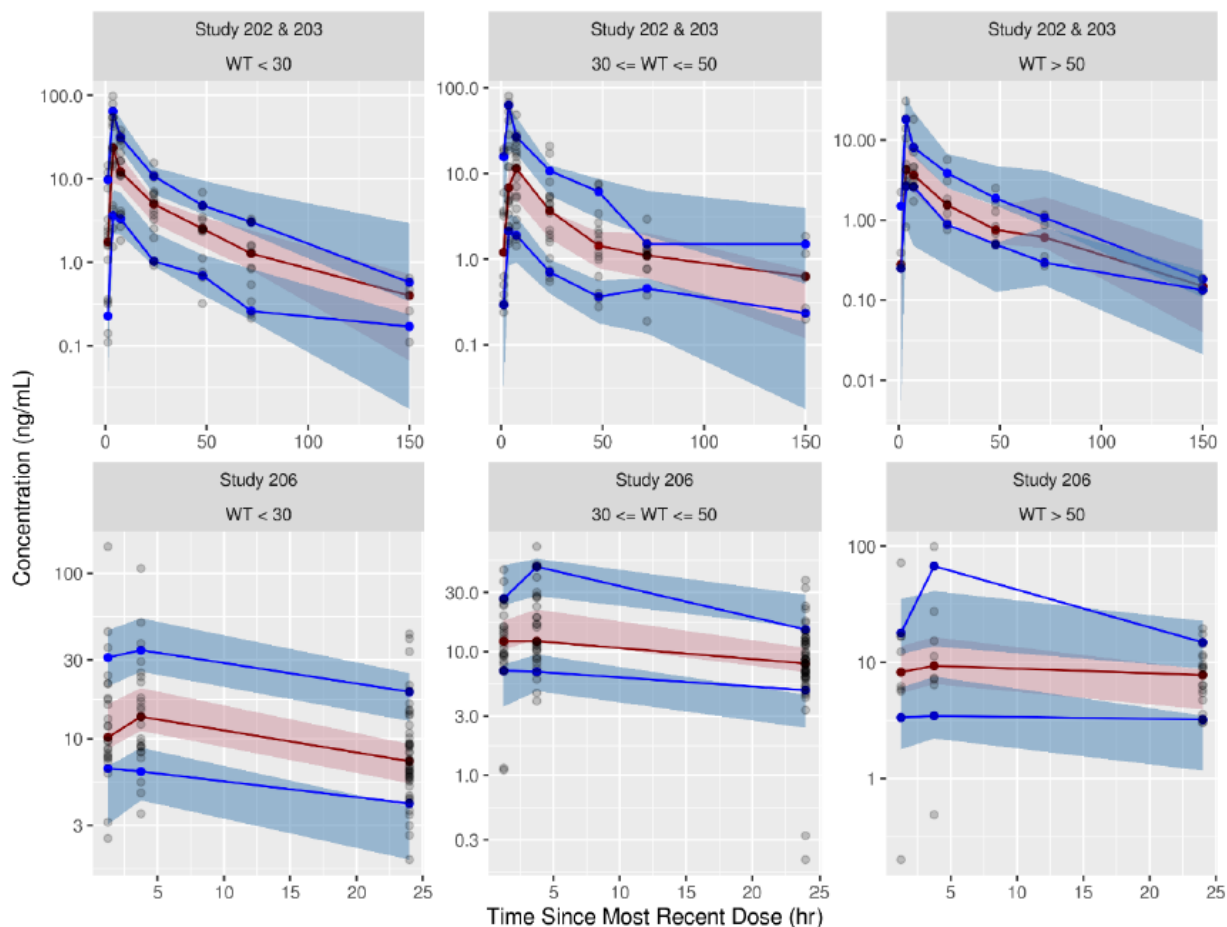 Study 202 & 203 Study 202 & 203 Study 202 & 203
WT < 30 30 <= WT <= 50 WT > 50
100.0 100.0
10.0 10.0 10.00
1.0 1.0 1.00
0.1 0.1 0.10
0.01
0 50 100 150 0 50 100 150 0 50 100 150
Concentration (ng/mL)
Study 206 Study 206 Study 206
WT < 30 30 <= WT <= 50 WT > 50
100 30.0 100
30 10.0 10
10 3.0 1
3 1.0
0.3
5 10 15 20 25 5 10 15 20 25 5 10 15 20 25
Time Since Most Recent Dose (hr)